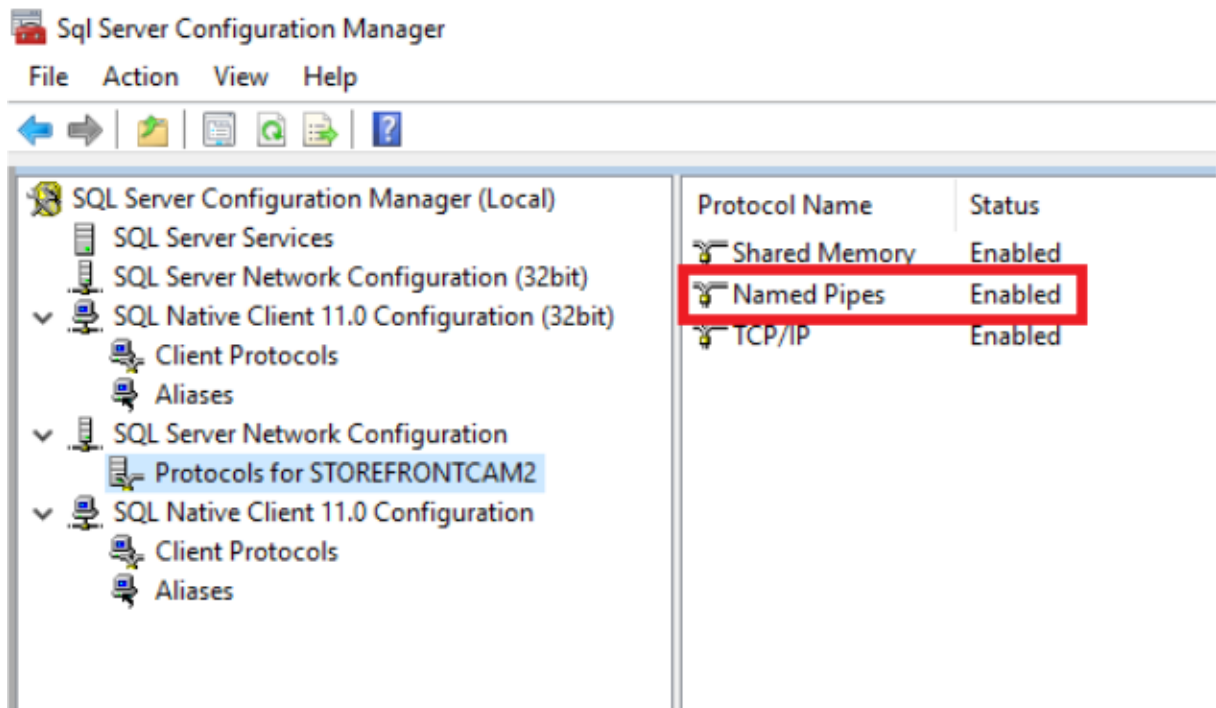 Sql Server Configuration Manager
File Action View Help
SQL Server Configuration Manager (Local)
SQL Server Services
SQL Server Network Configuration (32bit)
SQL Native Client 11.0 Configuration (32bit)
Client Protocols
Aliases
SQL Server Network Configuration
Protocols for STOREFRONTCAM2
SQL Native Client 11.0 Configuration
Client Protocols
Aliases
Protocol Name Status
Shared Memory Enabled
Named Pipes Enabled
TCP/IP Enabled